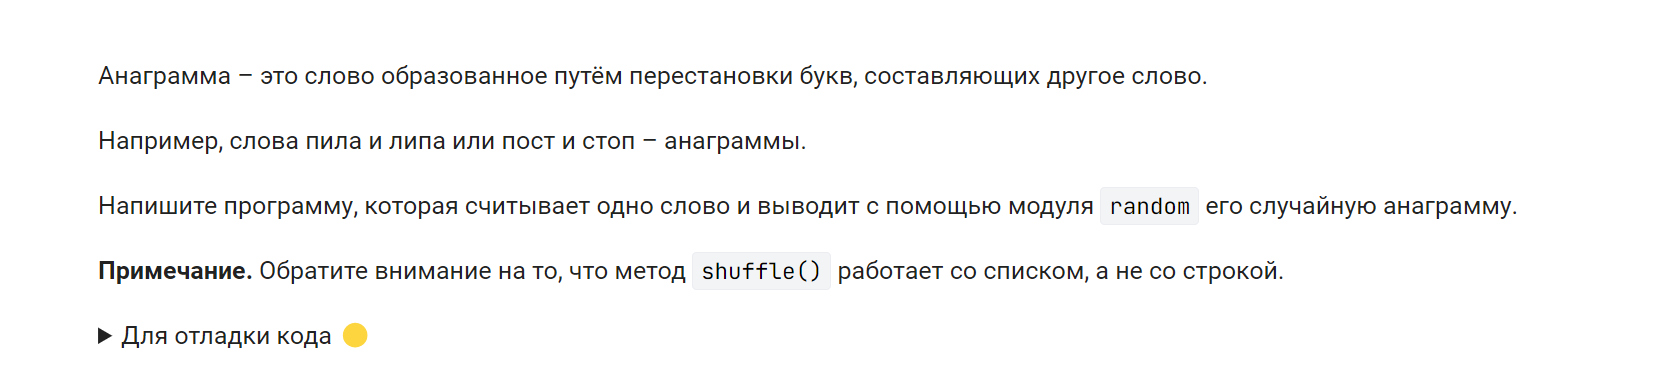 Анаграмма – это слово образованное путём перестановки букв, составляющих другое слово.
Например, слова пила и липа или пост и стоп – анаграммы.
Напишите программу, которая считывает одно слово и выводит с помощью модуля random его случайную анаграмму.
Примечание. Обратите внимание на то, что метод shuffle() работает со списком, а не со строкой.
Для отладки кода